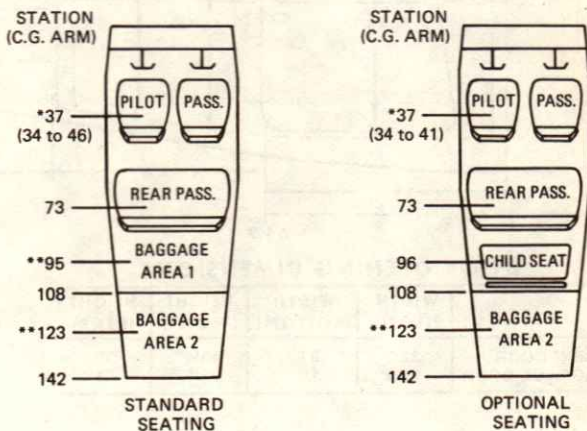 STATION
(C.G. ARM)
PILOT PASS.
*37
(34 to 46)
REAR PASS.
73
**95
BAGGAGE
AREA 1
108
**123
BAGGAGE
AREA 2
142
STANDARD
SEATING
STATION
(C.G. ARM)
PILOT PASS.
*37
(34 to 41)
REAR PASS.
73
96
CHILD SEAT
108
**123
BAGGAGE
AREA 2
142
OPTIONAL
SEATING